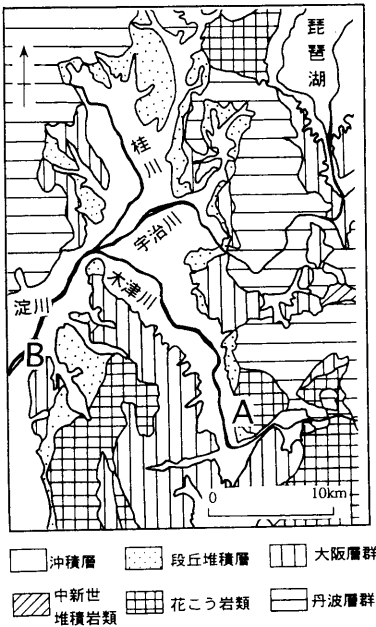 琵琶湖
桂川
宇治川
木津川
淀川
B
A
0 10km
沖積層
段丘堆積層
大阪層群
中新世
堆積岩類
花こう岩類
丹波層群